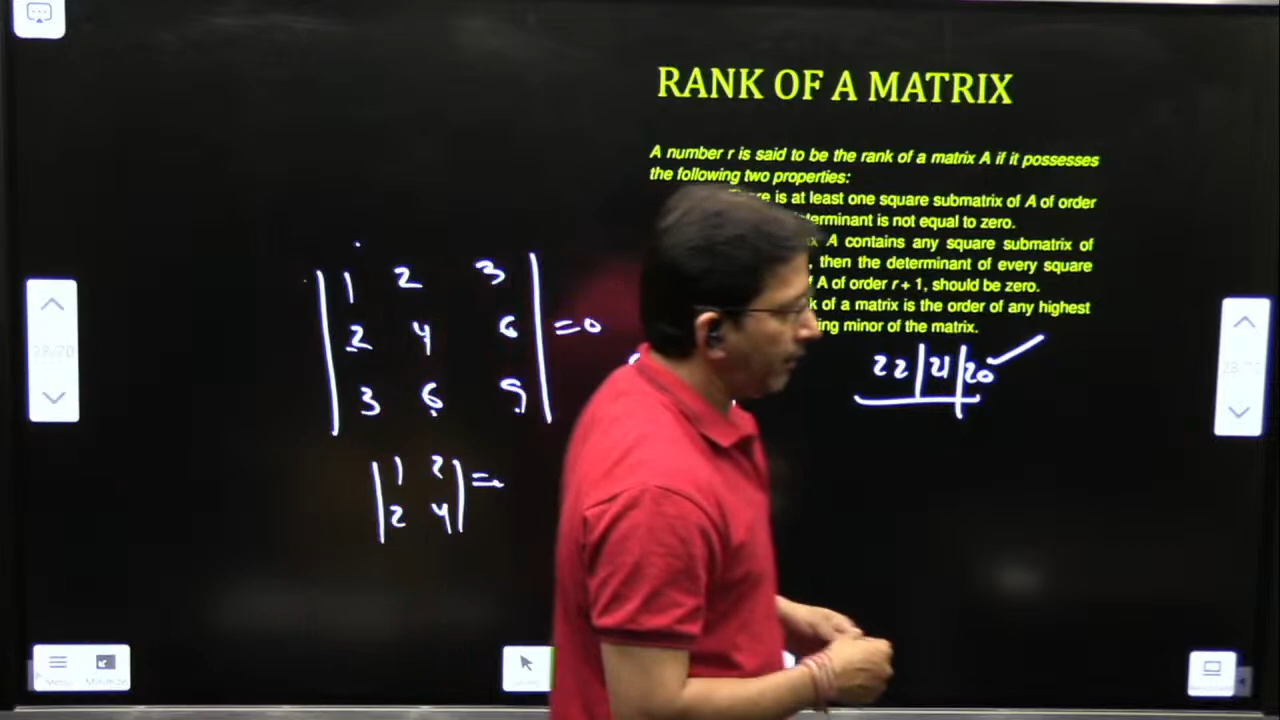 RANK OF A MATRIX
A number r is said to be the rank of a matrix A if it possesses
the following two properties:
is at least one square submatrix of A of order
determinant is not equal to zero.
A contains any square submatrix of
, then the determinant of every square
A of order r + 1, should be zero.
of a matrix is the order of any highest
minor of the matrix.
22 | 21 | 20
1 2 3
2 4 6 = 0
3 6 9
1 2
2 4 =
Menu Minimize